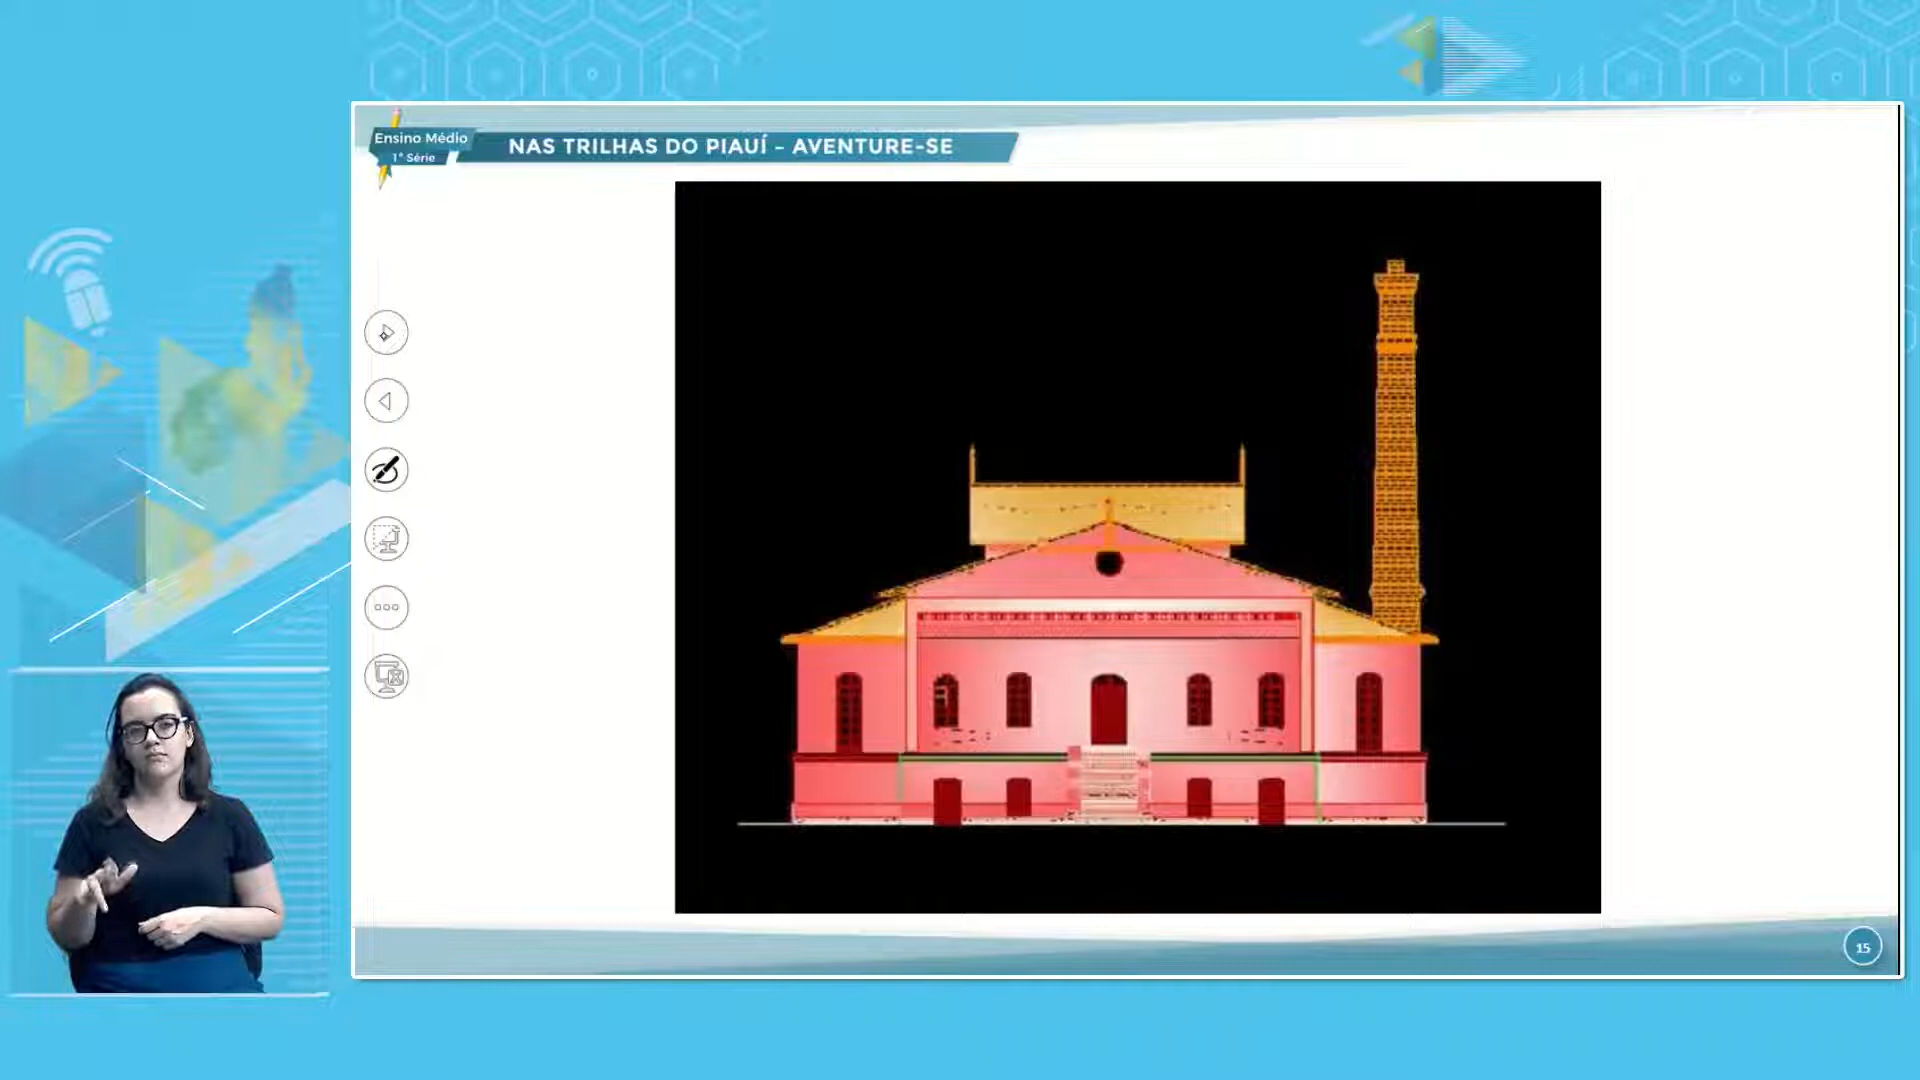 Ensino Médio
1ª Série
NAS TRILHAS DO PIAUÍ – AVENTURE-SE
15